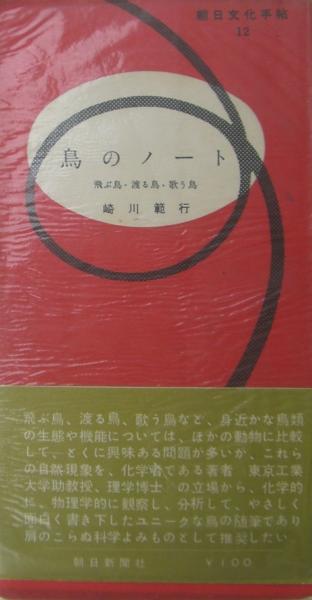 朝日文化手帖
12
鳥のノート
飛ぶ鳥・渡る鳥・歌う鳥
崎川範行
飛ぶ鳥、渡る鳥、歌う鳥など、身近かな鳥類
の生態や機能については、ほかの動物に比較
して、とくに興味ある問題が多いが、これら
の自然現象を、化学者である著者（東京工業
大学助教授、理学博士）の立場から、化学的
に、物理学的に観察し、分析して、やさしく
面白く書き下したユニークな鳥の随筆であり
肩のこらぬ科学よみものとして推奨したい。
朝日新聞社 ￥100